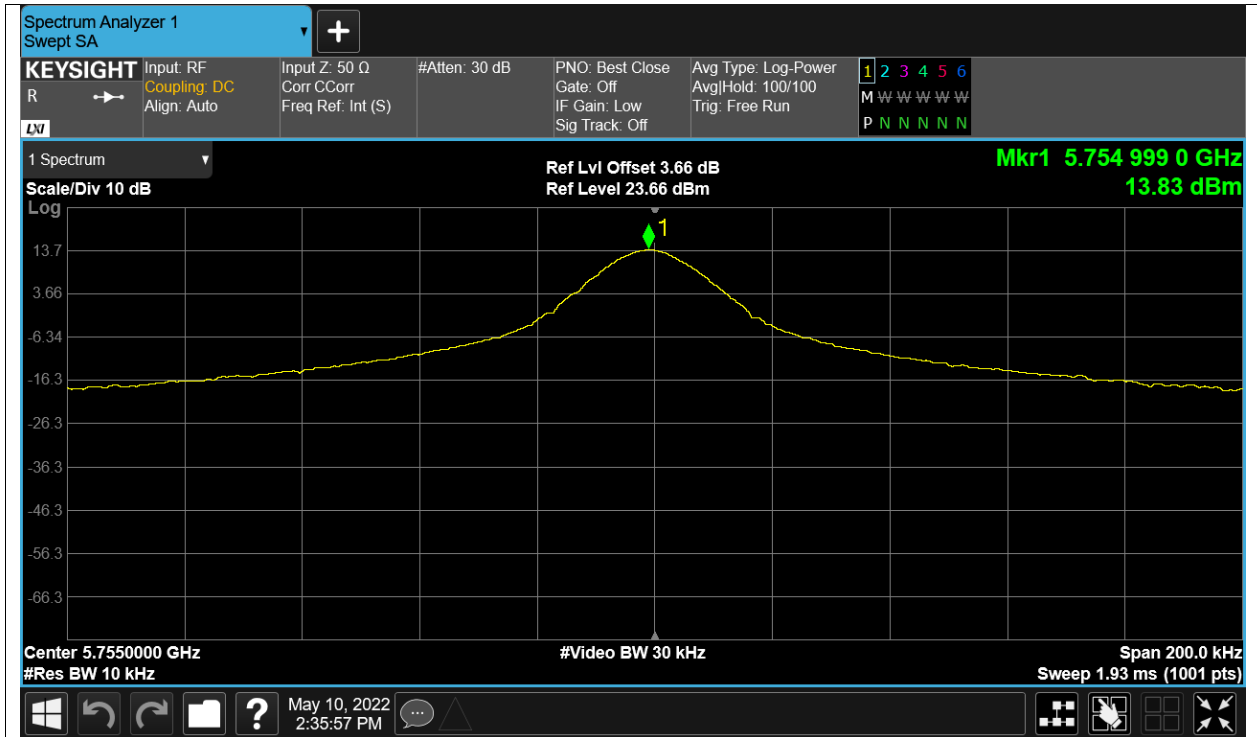 Spectrum Analyzer 1
Swept SA
+
KEYSIGHT
R
LXI
Input: RF
Coupling: DC
Align: Auto
Input Z: 50 Ω
Corr CCorr
Freq Ref: Int (S)
#Atten: 30 dB
PNO: Best Close
Gate: Off
IF Gain: Low
Sig Track: Off
Avg Type: Log-Power
Avg|Hold: 100/100
Trig: Free Run
1 2 3 4 5 6
M W W W W W
P N N N N N
1 Spectrum
Scale/Div 10 dB
Log
Ref Lvl Offset 3.66 dB
Ref Level 23.66 dBm
Mkr1 5.754 999 0 GHz
13.83 dBm
1
13.7
3.66
-6.34
-16.3
-26.3
-36.3
-46.3
-56.3
-66.3
Center 5.7550000 GHz
#Res BW 10 kHz
#Video BW 30 kHz
Span 200.0 kHz
Sweep 1.93 ms (1001 pts)
?
May 10, 2022
2:35:57 PM